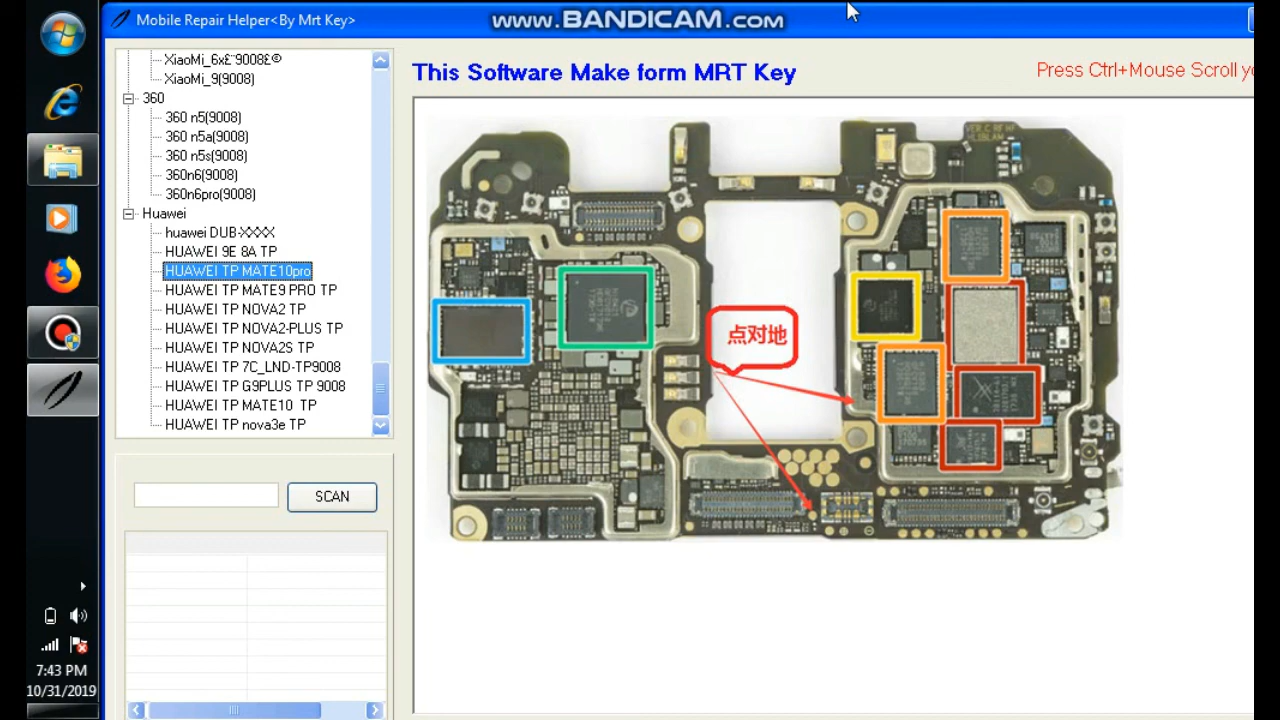 Mobile Repair Helper<By Mrt Key>
www.BANDICAM.com
XiaoMi_6x£¨9008£©
XiaoMi_9(9008)
360
360 n5(9008)
360 n5a(9008)
360 n5s(9008)
360n6(9008)
360n6pro(9008)
Huawei
huawei DUB-XXX
HUAWEI 9E 8A TP
HUAWEI TP MATE10pro
HUAWEI TP MATE9 PRO TP
HUAWEI TP NOVA2 TP
HUAWEI TP NOVA2-PLUS TP
HUAWEI TP NOVA2S TP
HUAWEI TP 7C_LND-TP9008
HUAWEI TP G9PLUS TP 9008
HUAWEI TP MATE10 TP
HUAWEI TP nova3e TP
SCAN
This Software Make form MRT Key
Press Ctrl+Mouse Scroll yo
点对地
7:43 PM
10/31/2019